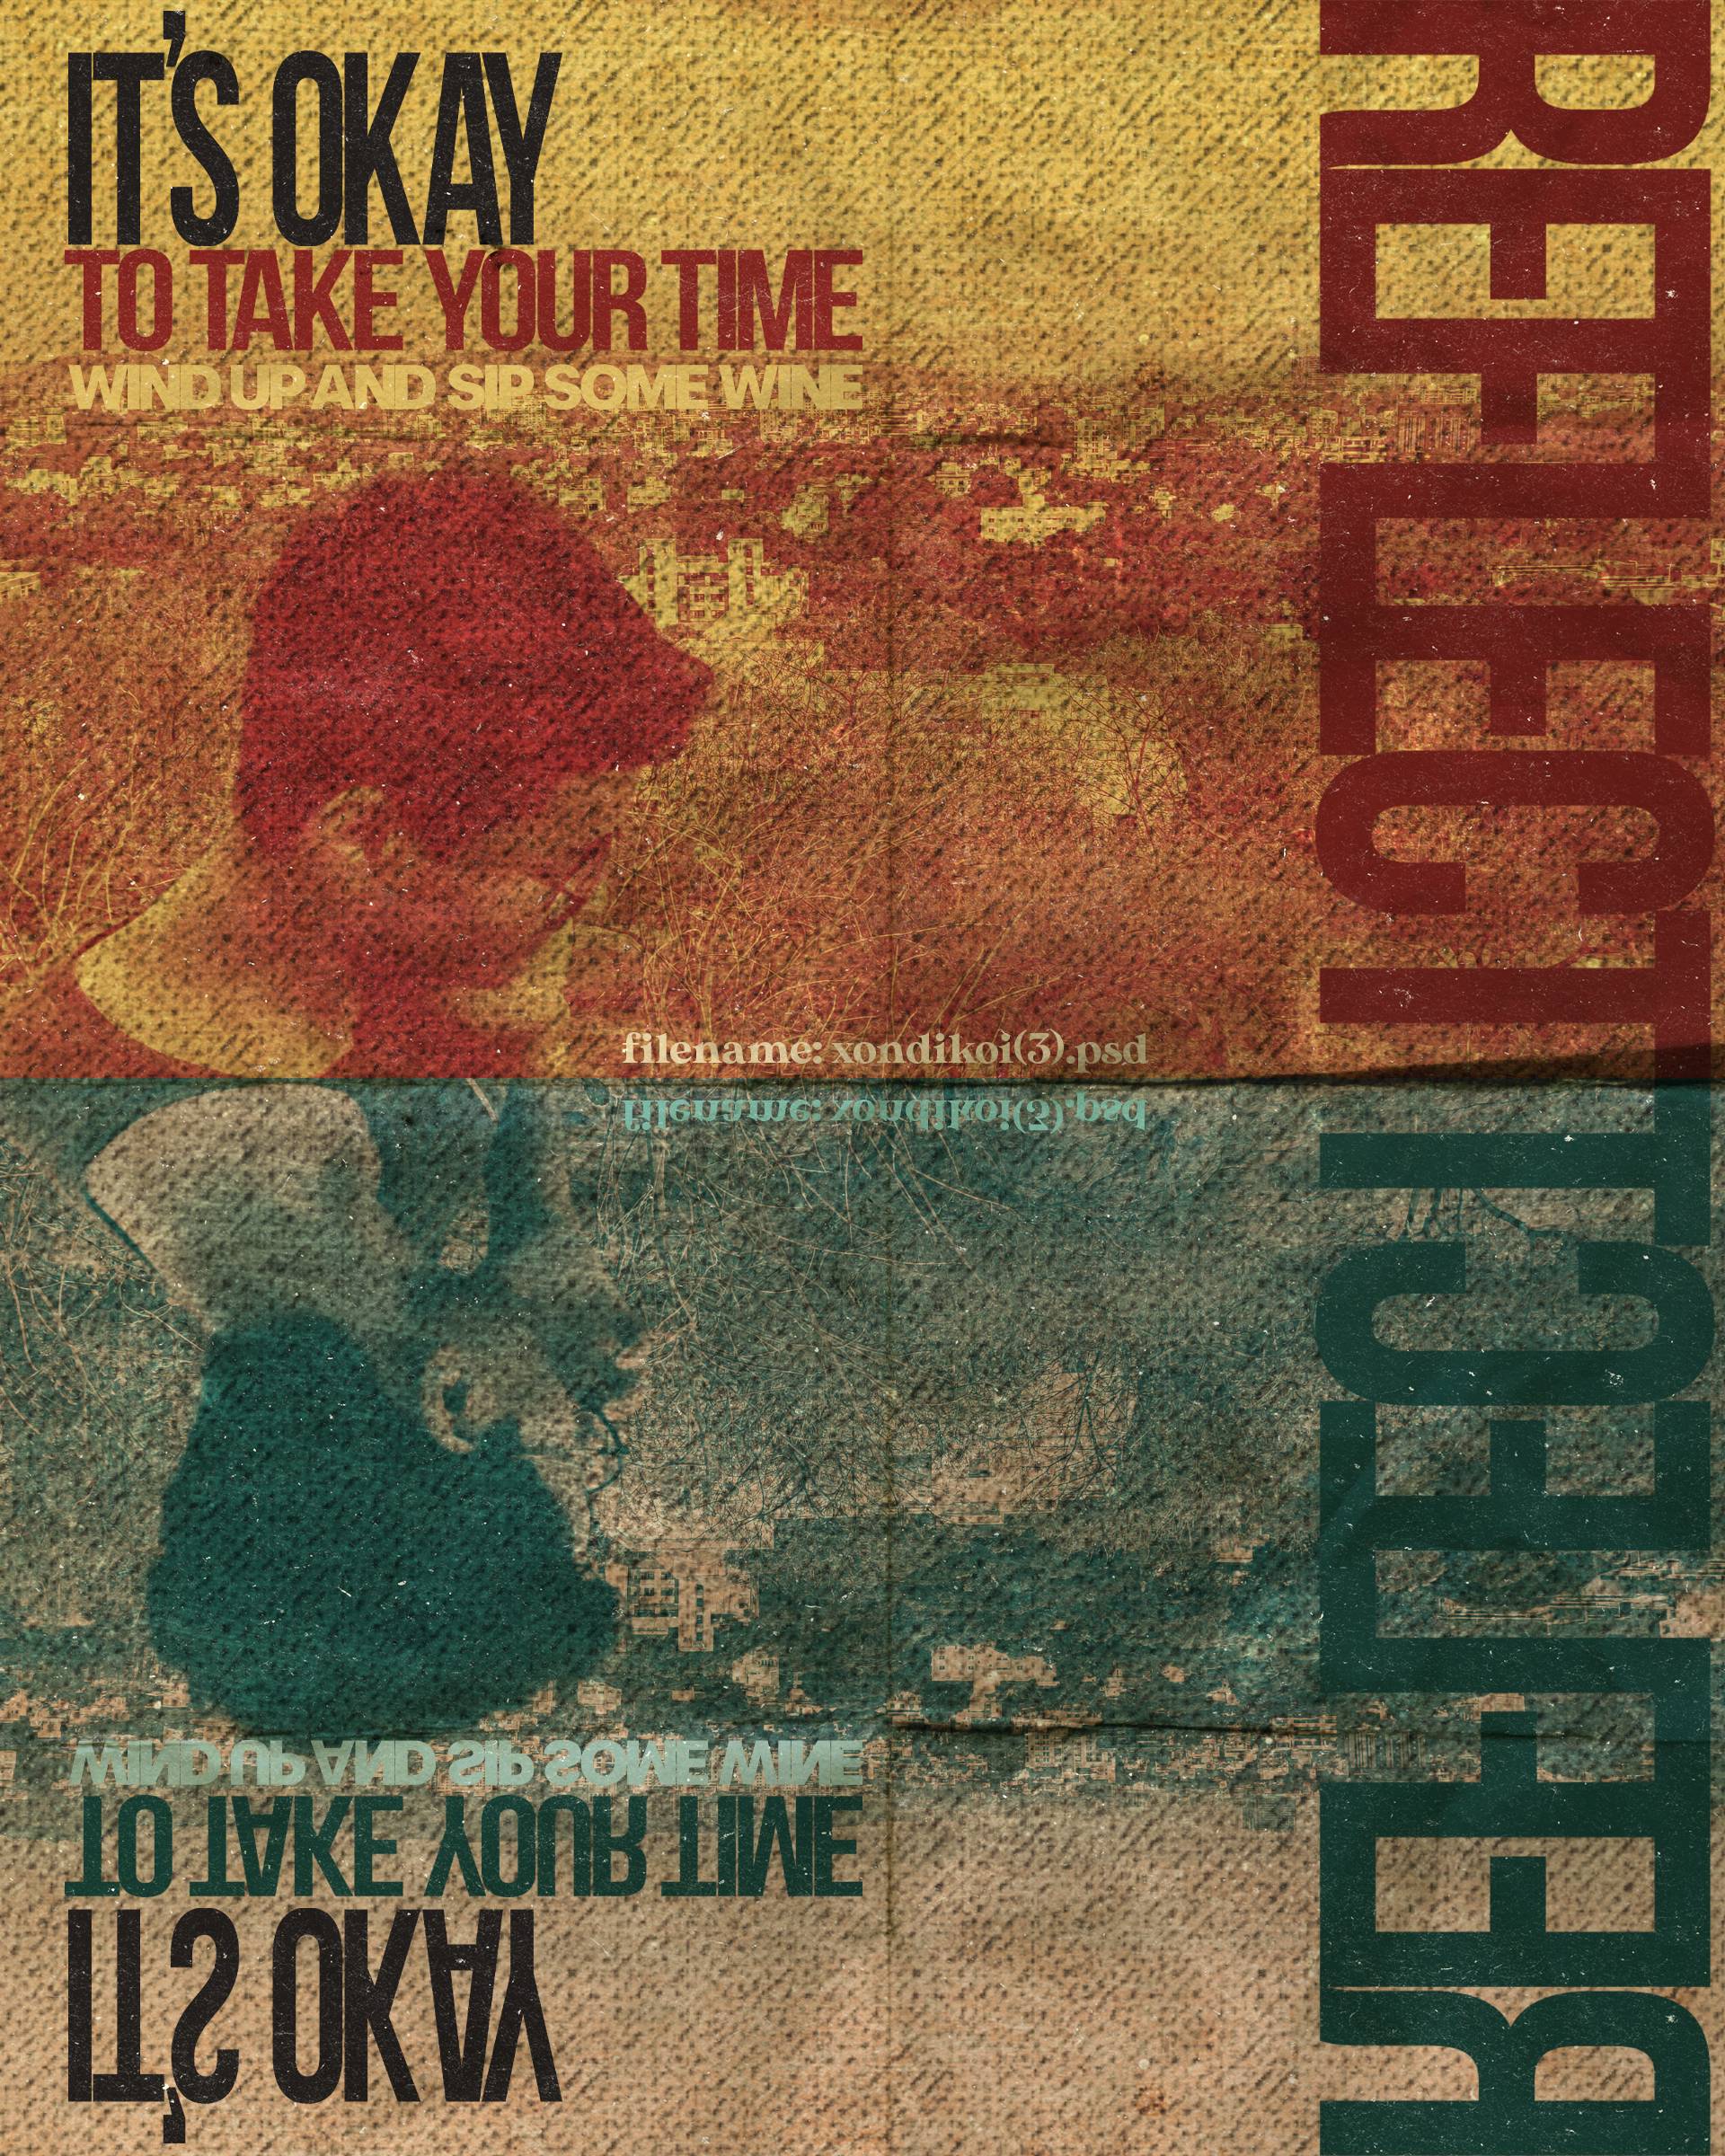 IT'S OKAY
TO TAKE YOUR TIME
WIND UP AND SIP SOME WINE
REFLECT
filename: xondikoi(3).psd
filename: xondikoi(3).psd
REFLECT
WIND UP AND SIP SOME WINE
TO TAKE YOUR TIME
IT'S OKAY